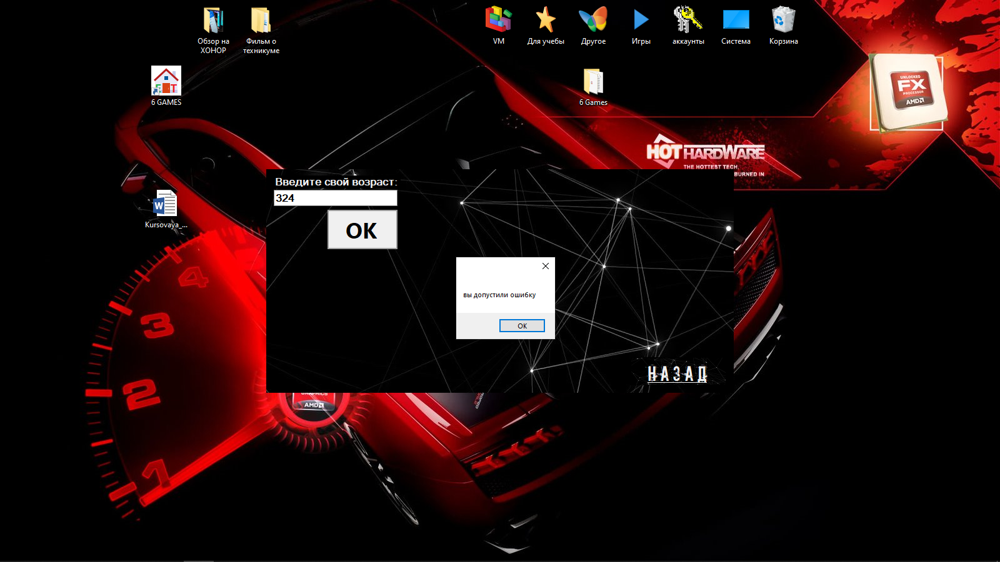 Обзор на
ХОНОР
Фильм о
техникуме
VM
Для учебы
Другое
Игры
аккаунты
Система
Корзина
6 GAMES
6 Games
UNLOCKED
FX
PROCESSOR
AMD
HOT HARDWARE
THE HOTTEST TECH,
BURNED IN
Введите свой возраст:
324
OK
Kursovaya_...
вы допустили ошибку
OK
НАЗАД
4
3
2
1
GRAPHICS
AMD